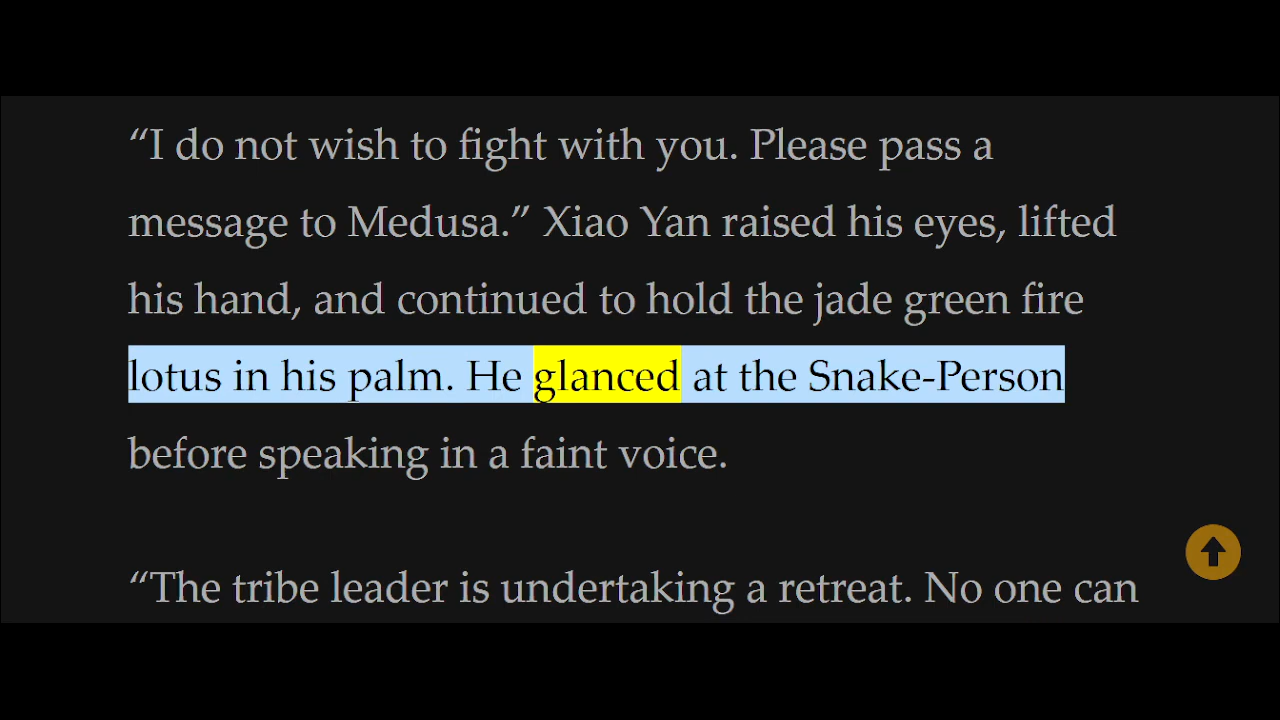 “I do not wish to fight with you. Please pass a
message to Medusa.” Xiao Yan raised his eyes, lifted
his hand, and continued to hold the jade green fire
lotus in his palm. He glanced at the Snake-Person
before speaking in a faint voice.
“The tribe leader is undertaking a retreat. No one can